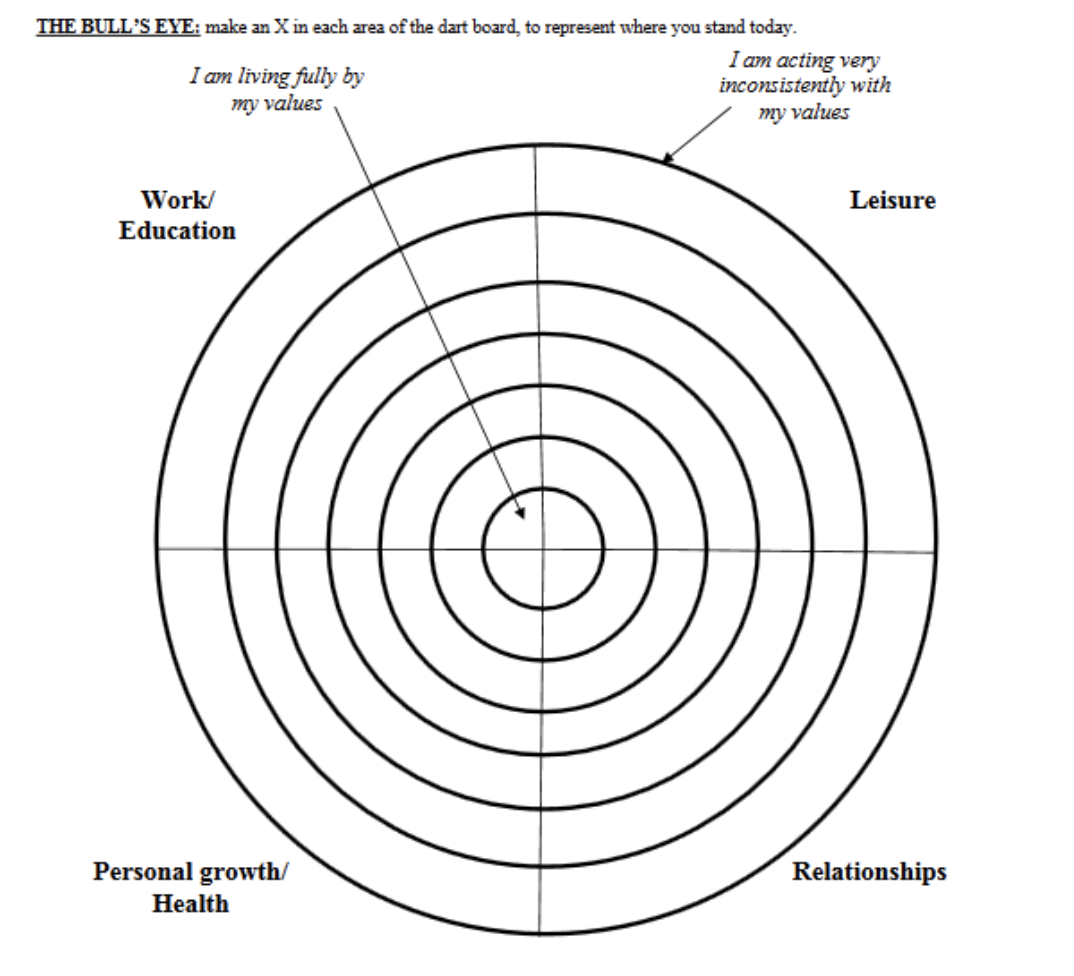 THE BULL'S EYE: make an X in each area of the dart board, to represent where you stand today.
I am living fully by
my values
I am acting very
inconsistently with
my values
Work/
Education
Leisure
Personal growth/
Health
Relationships